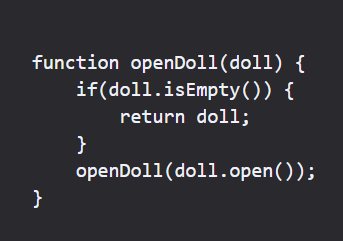 function openDoll(doll) {
    if(doll.isEmpty()) {
        return doll;
    }
    openDoll(doll.open());
}